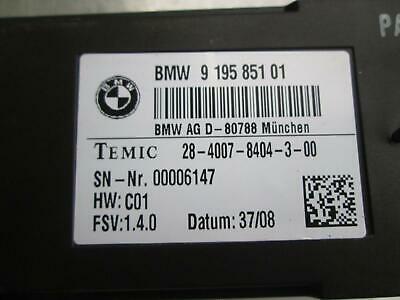 BMW 9 195 851 01
BMW AG D-80788 München
TEMIC 28-4007-8404-3-00
SN-Nr. 00006147
HW: C01
FSV:1.4.0 Datum: 37/08